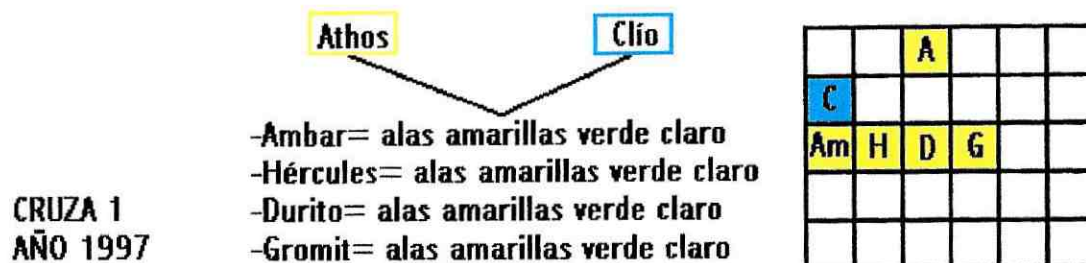 Athos Clío
-Ambar= alas amarillas verde claro
-Hércules= alas amarillas verde claro
-Durito= alas amarillas verde claro
-Gromit= alas amarillas verde claro
CRUZA 1
AÑO 1997
A
C
Am H D G